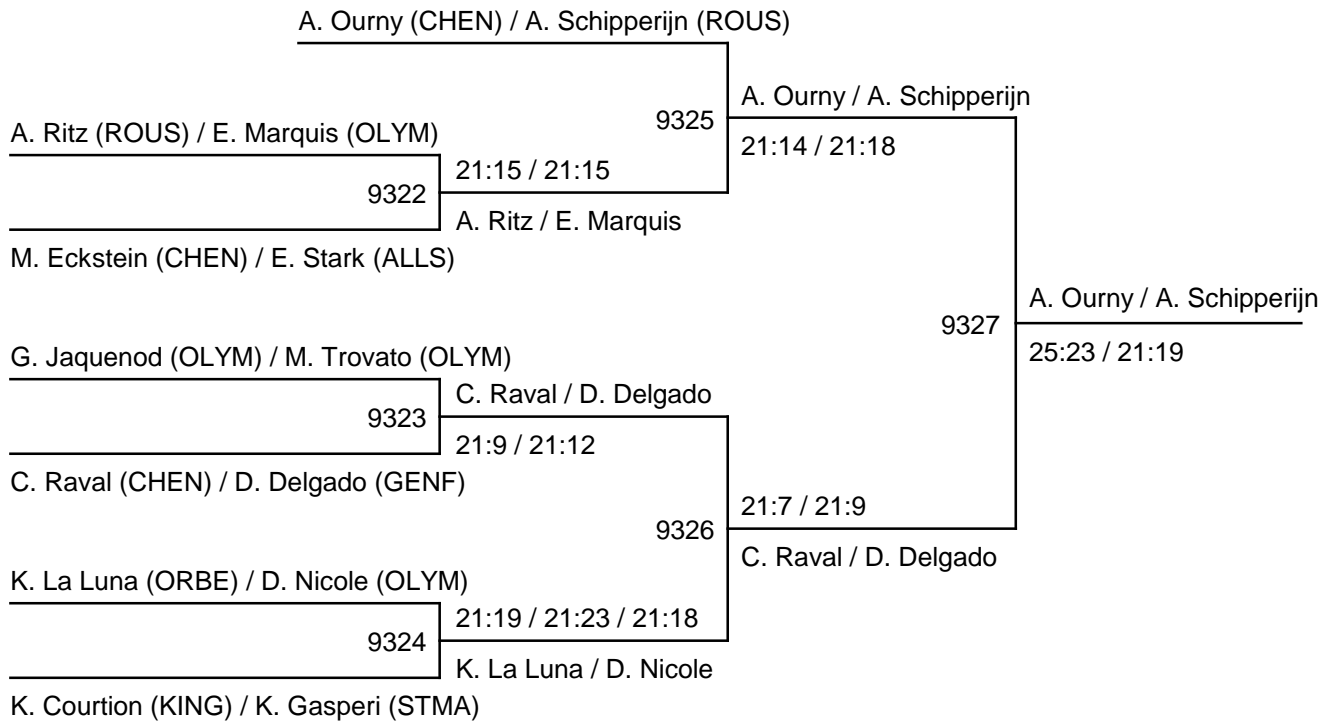 A. Ourny (CHEN) / A. Schipperijn (ROUS)
A. Ourny / A. Schipperijn
9325
A. Ritz (ROUS) / E. Marquis (OLYM)
21:14 / 21:18
21:15 / 21:15
9322
A. Ritz / E. Marquis
M. Eckstein (CHEN) / E. Stark (ALLS)
A. Ourny / A. Schipperijn
9327
G. Jaquenod (OLYM) / M. Trovato (OLYM)
25:23 / 21:19
C. Raval / D. Delgado
9323
21:9 / 21:12
C. Raval (CHEN) / D. Delgado (GENF)
21:7 / 21:9
9326
C. Raval / D. Delgado
K. La Luna (ORBE) / D. Nicole (OLYM)
21:19 / 21:23 / 21:18
9324
K. La Luna / D. Nicole
K. Courtion (KING) / K. Gasperi (STMA)